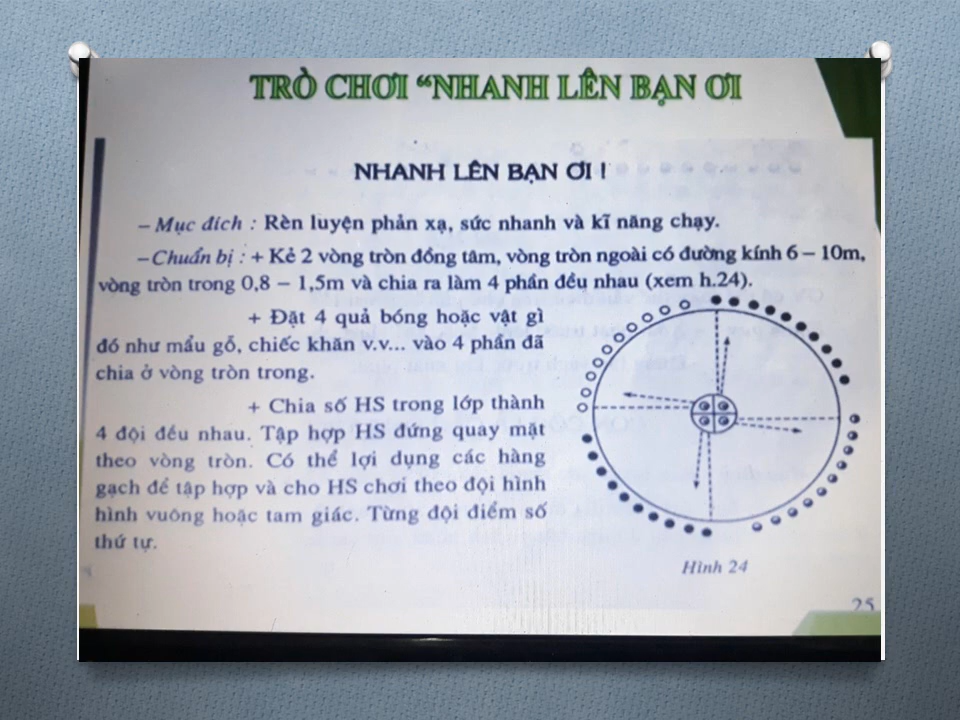 TRÒ CHƠI “NHANH LÊN BẠN ƠI
NHANH LÊN BẠN ƠI !
– Mục đích : Rèn luyện phản xạ, sức nhanh và kĩ năng chạy.
– Chuẩn bị : + Kẻ 2 vòng tròn đồng tâm, vòng tròn ngoài có đường kính 6 – 10m,
vòng tròn trong 0,8 – 1,5m và chia ra làm 4 phần đều nhau (xem h.24).
+ Đặt 4 quả bóng hoặc vật gì
đó như mẩu gỗ, chiếc khăn v.v... vào 4 phần đã
chia ở vòng tròn trong.
+ Chia số HS trong lớp thành
4 đội đều nhau. Tập hợp HS đứng quay mặt
theo vòng tròn. Có thể lợi dụng các hàng
gạch để tập hợp và cho HS chơi theo đội hình
hình vuông hoặc tam giác. Từng đội điểm số
thứ tự.
Hình 24
25